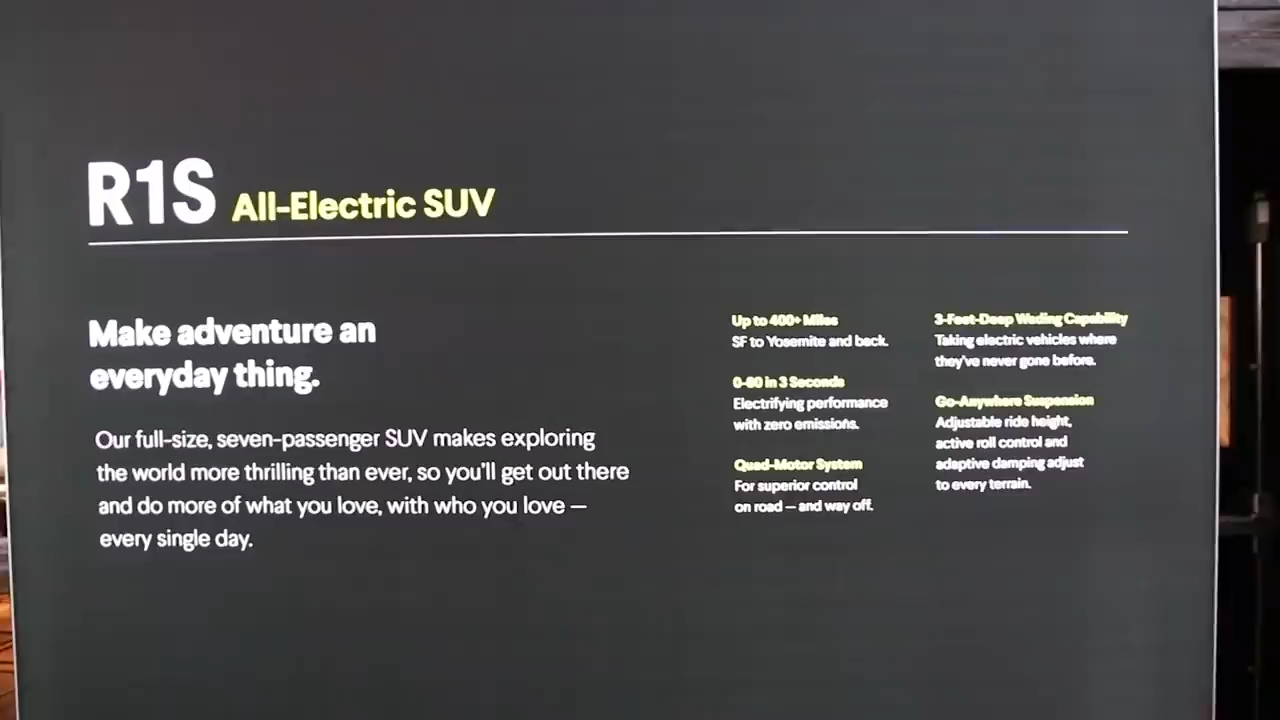 R1S All-Electric SUV
Make adventure an
everyday thing.
Our full-size, seven-passenger SUV makes exploring
the world more thrilling than ever, so you'll get out there
and do more of what you love, with who you love —
every single day.
Up to 400+ Miles
SF to Yosemite and back.
0-60 in 3 Seconds
Electrifying performance
with zero emissions.
Quad-Motor System
For superior control
on road — and way off.
3-Feet-Deep Wading Capability
Taking electric vehicles where
they've never gone before.
Go-Anywhere Suspension
Adjustable ride height,
active roll control and
adaptive damping adjust
to every terrain.